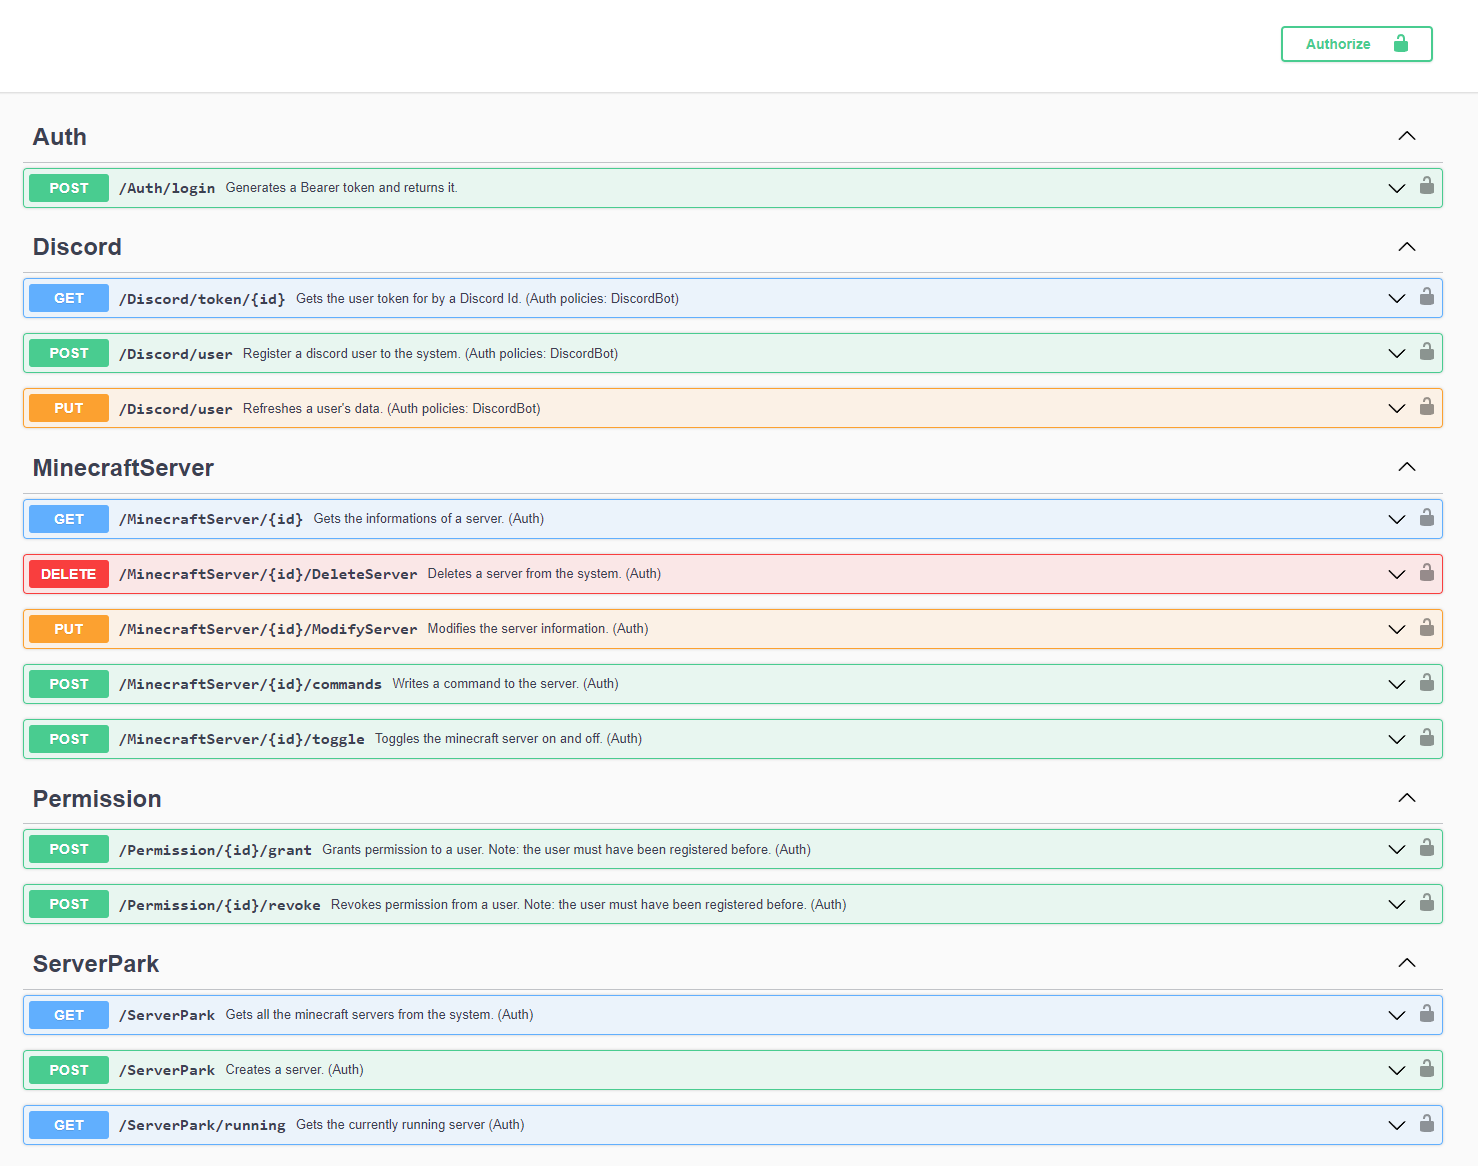 Authorize
Auth
POST /Auth/login Generates a Bearer token and returns it.
Discord
GET /Discord/token/{id} Gets the user token for by a Discord Id. (Auth policies: DiscordBot)
POST /Discord/user Register a discord user to the system. (Auth policies: DiscordBot)
PUT /Discord/user Refreshes a user's data. (Auth policies: DiscordBot)
MinecraftServer
GET /MinecraftServer/{id} Gets the informations of a server. (Auth)
DELETE /MinecraftServer/{id}/DeleteServer Deletes a server from the system. (Auth)
PUT /MinecraftServer/{id}/ModifyServer Modifies the server information. (Auth)
POST /MinecraftServer/{id}/commands Writes a command to the server. (Auth)
POST /MinecraftServer/{id}/toggle Toggles the minecraft server on and off. (Auth)
Permission
POST /Permission/{id}/grant Grants permission to a user. Note: the user must have been registered before. (Auth)
POST /Permission/{id}/revoke Revokes permission from a user. Note: the user must have been registered before. (Auth)
ServerPark
GET /ServerPark Gets all the minecraft servers from the system. (Auth)
POST /ServerPark Creates a server. (Auth)
GET /ServerPark/running Gets the currently running server (Auth)